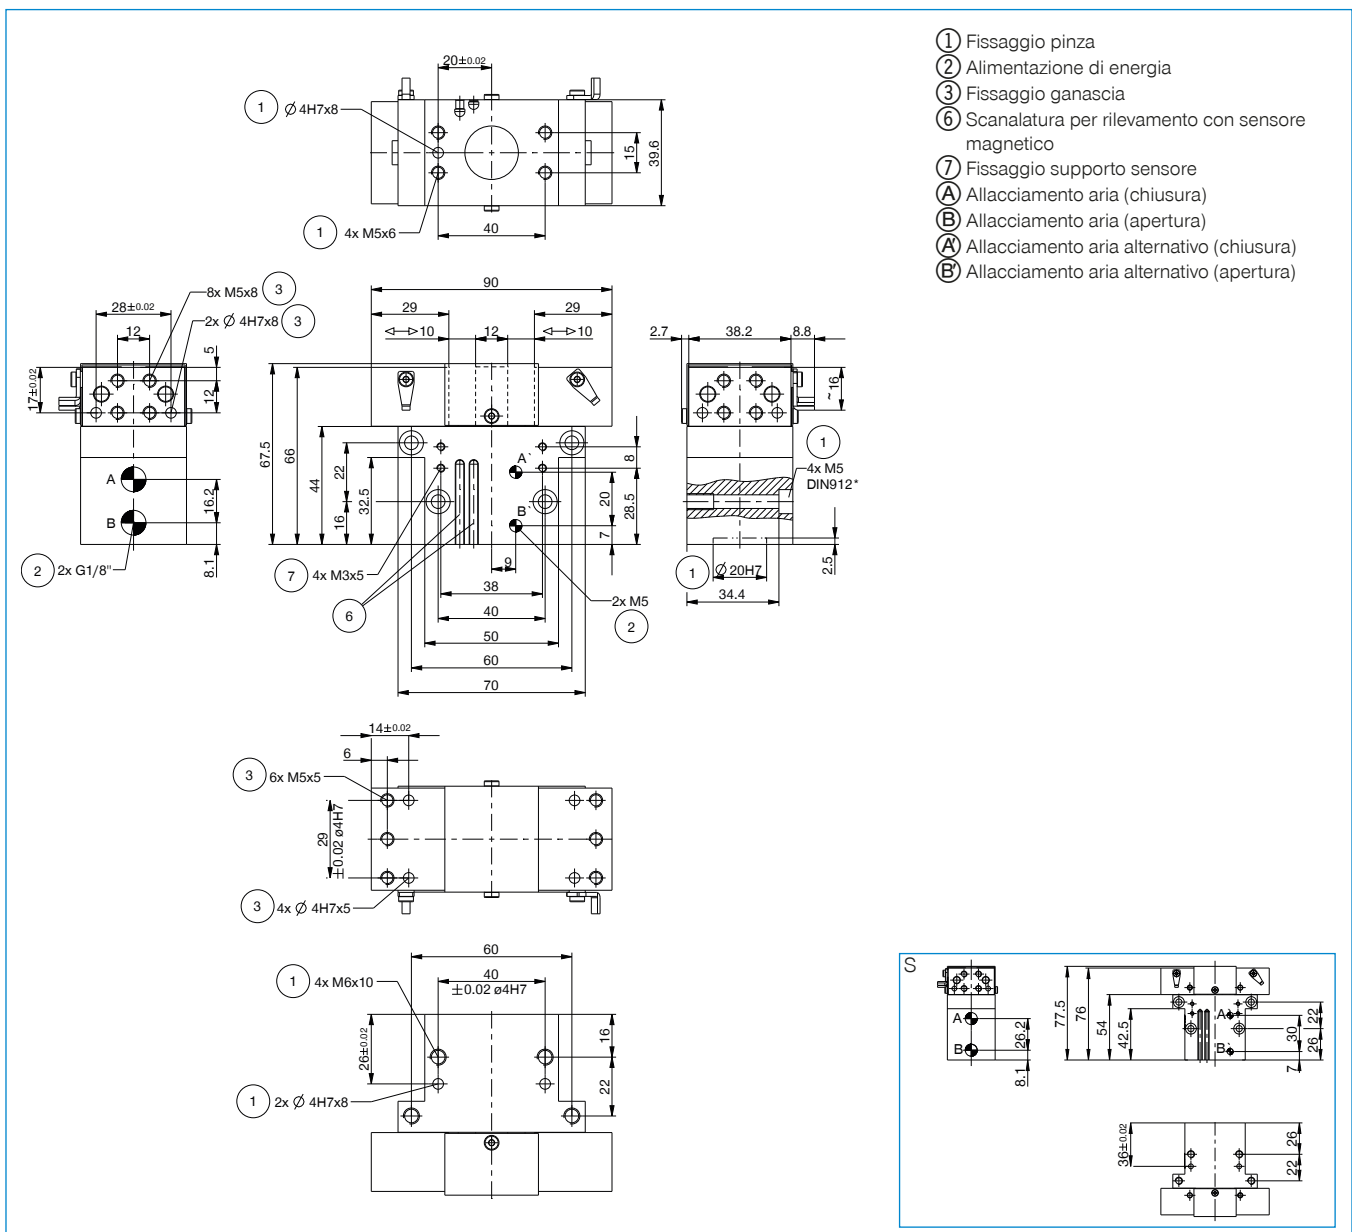 ① Fissaggio pinza
② Alimentazione di energia
③ Fissaggio ganascia
⑥ Scanalatura per rilevamento con sensore
magnetico
⑦ Fissaggio supporto sensore
Ⓐ Allacciamento aria (chiusura)
Ⓑ Allacciamento aria (apertura)
A' Allacciamento aria alternativo (chiusura)
B' Allacciamento aria alternativo (apertura)
20±0.02
1 Ø 4H7x8
15
39.6
1 4x M5x6
40
28±0.02
12
8x M5x8 3
2x Ø 4H7x8 3
5
12
17±0.02
A
B
16.2
8.1
2 2x G1/8"
90
29
29
10
12
10
67.5
66
44
32.5
22
16
A`
B`
8
20
28.5
7
9
7 4x M3x5
6
38
40
50
60
70
2x M5
2
2.7
38.2
8.8
~16
1
4x M5
DIN912*
1 Ø 20H7
34.4
2.5
14±0.02
6
3 6x M5x5
29
±0.02 ø4H7
3 4x Ø 4H7x5
60
40
±0.02 ø4H7
1 4x M6x10
26±0.02
16
22
1 2x Ø 4H7x8
S
A
B
26.2
8.1
77.5
76
54
42.5
A`
B`
22
30
26
7
36±0.02
26
22